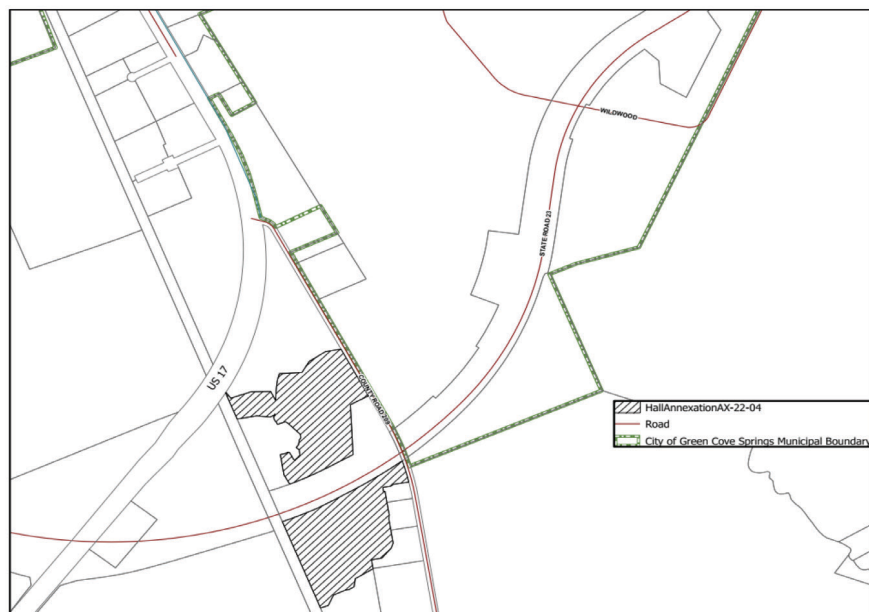 WILDWOOD
STATE ROAD 23
US 17
COUNTY ROAD 209
HallAnnexationAX-22-04
Road
City of Green Cove Springs Municipal Boundary